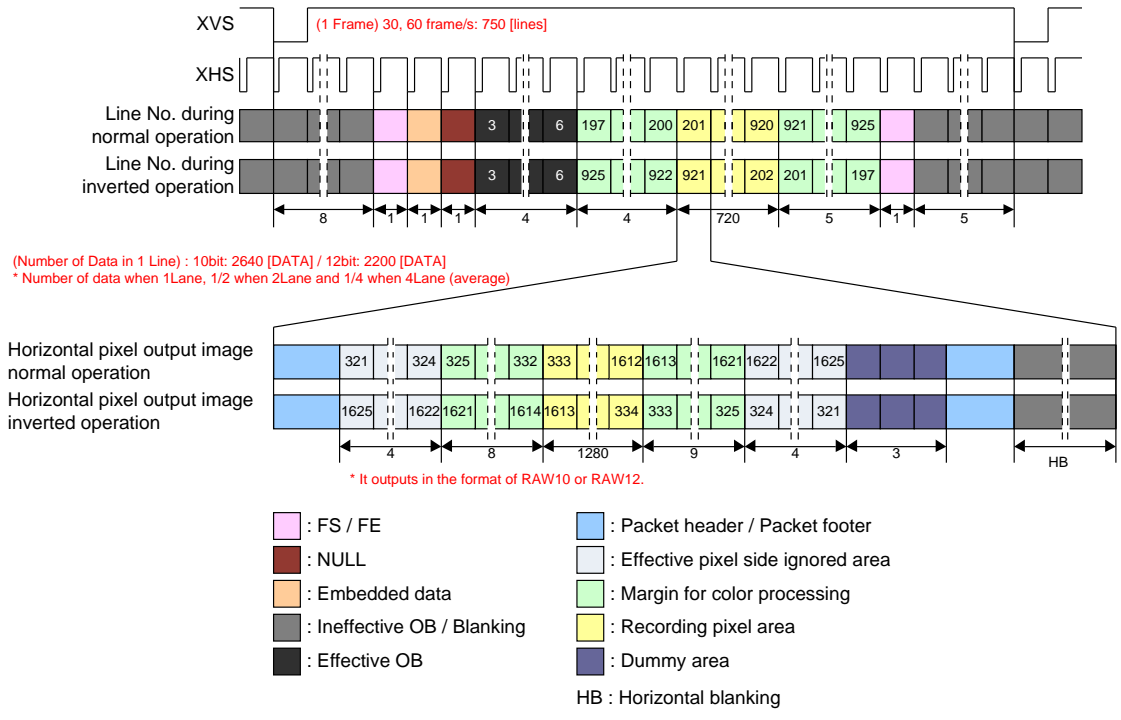 XVS
(1 Frame) 30, 60 frame/s: 750 [lines]
XHS
Line No. during
normal operation
3 6 197 200 201 920 921 925
Line No. during
inverted operation
3 6 925 922 921 202 201 197
8 1 1 1 4 4 720 5 1 5
(Number of Data in 1 Line) : 10bit: 2640 [DATA] / 12bit: 2200 [DATA]
* Number of data when 1Lane, 1/2 when 2Lane and 1/4 when 4Lane (average)
Horizontal pixel output image
normal operation
321 324 325 332 333 1612 1613 1621 1622 1625
Horizontal pixel output image
inverted operation
1625 1622 1621 1614 1613 334 333 325 324 321
4 8 1280 9 4 3 HB
* It outputs in the format of RAW10 or RAW12.
: FS / FE
: Packet header / Packet footer
: NULL
: Effective pixel side ignored area
: Embedded data
: Margin for color processing
: Ineffective OB / Blanking
: Recording pixel area
: Effective OB
: Dummy area
HB : Horizontal blanking